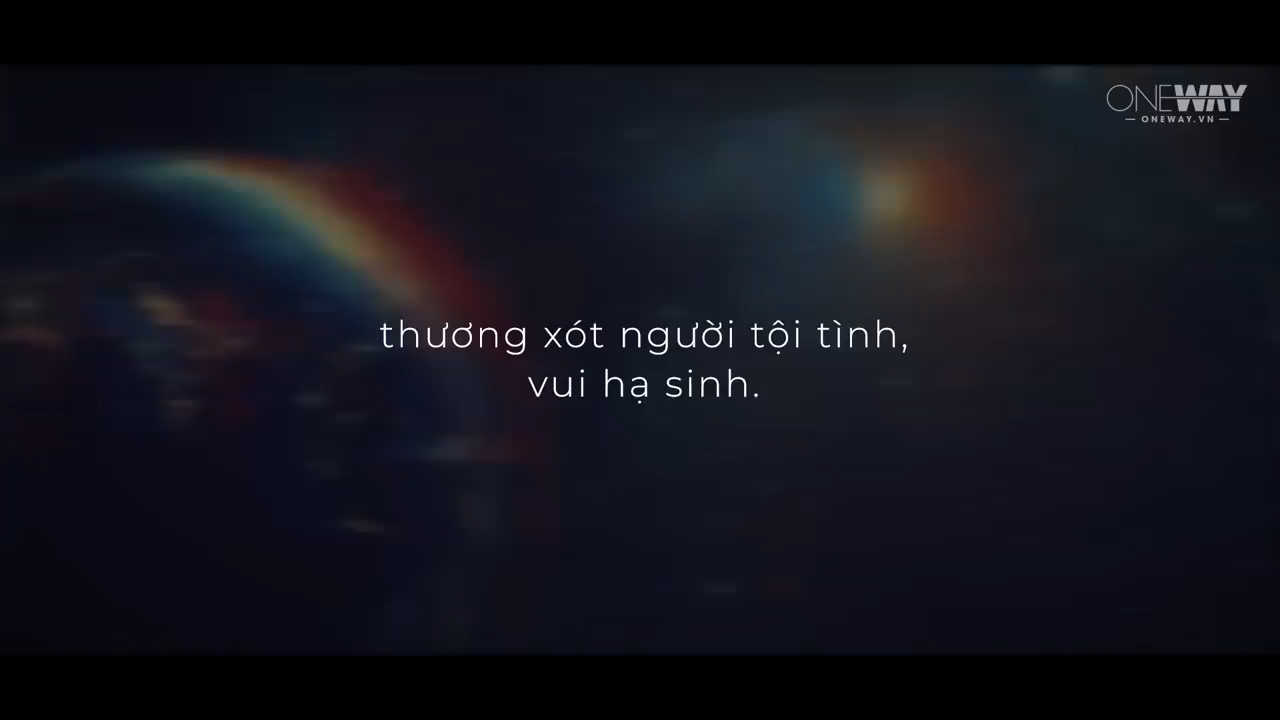 ONEWAY
— ONEWAY.VN —
thương xót người tội tình,
vui hạ sinh.